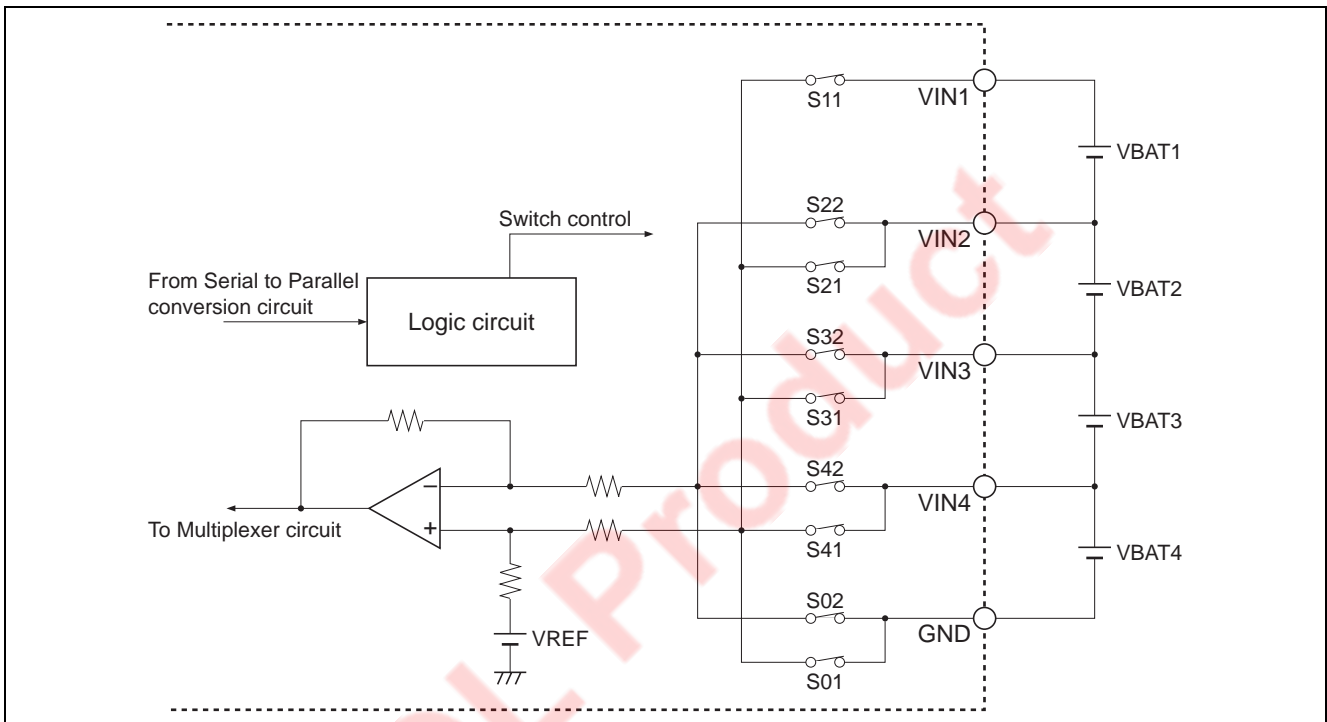 S11
VIN1
VBAT1
S22
Switch control
VIN2
From Serial to Parallel
conversion circuit
S21
VBAT2
Logic circuit
S32
VIN3
S31
VBAT3
S42
−
VIN4
To Multiplexer circuit
+
S41
VBAT4
S02
GND
VREF
S01
L Product